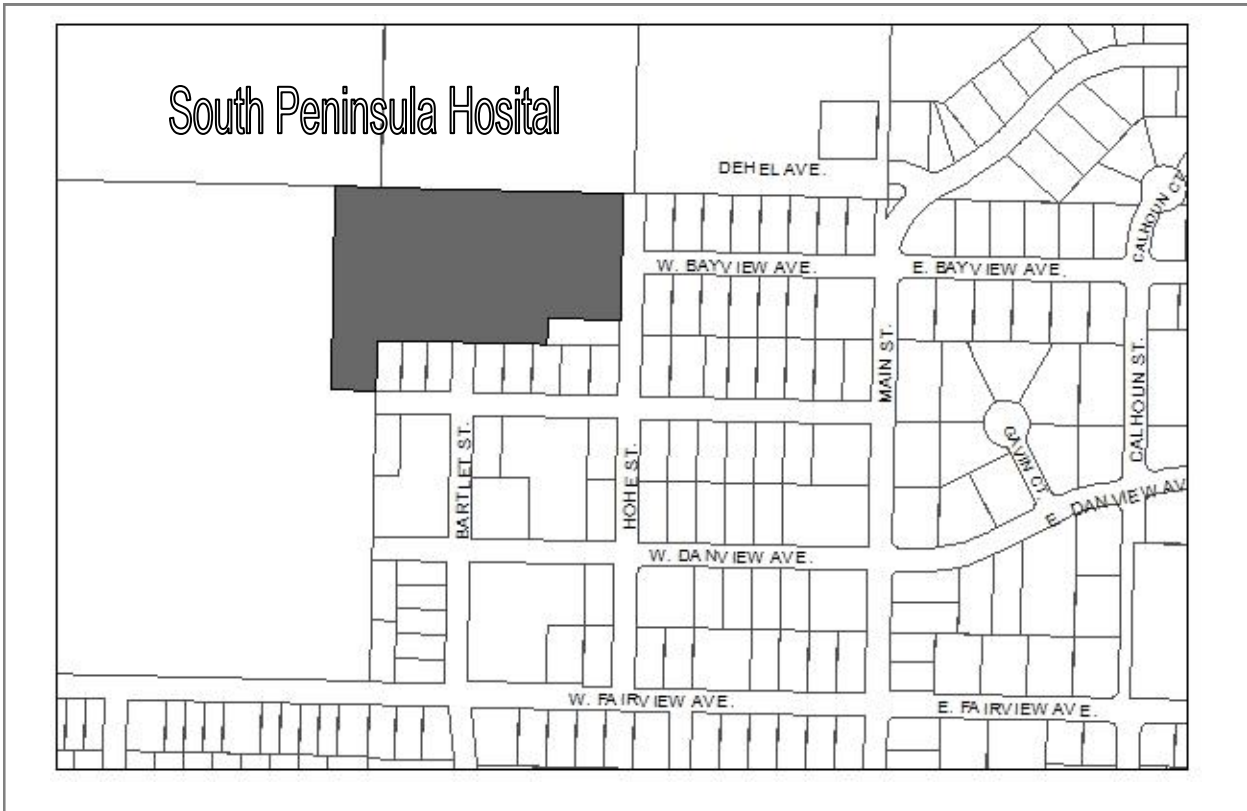 South Peninsula Hosital
DEHEL AVE.
CALHOUN CT.
W. BAYVIEW AVE.
E. BAYVIEW AVE.
MAIN ST.
CALHOUN ST.
BARTLET ST.
HOHE ST.
GAVIN CT.
E. DANVIEW AV
W. DANVIEW AVE.
W. FAIRVIEW AVE.
E. FAIRVIEW AVE.